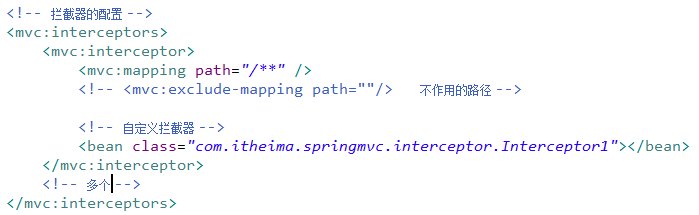 <!-- 拦截器的配置 -->
<mvc:interceptors>
<mvc:interceptor>
<mvc:mapping path="/**" />
<!-- <mvc:exclude-mapping path=""/> 不作用的路径 -->
<!-- 自定义拦截器 -->
<bean class="com.itheima.springmvc.interceptor.Interceptor1"></bean>
</mvc:interceptor>
<!-- 多个 -->
</mvc:interceptors>